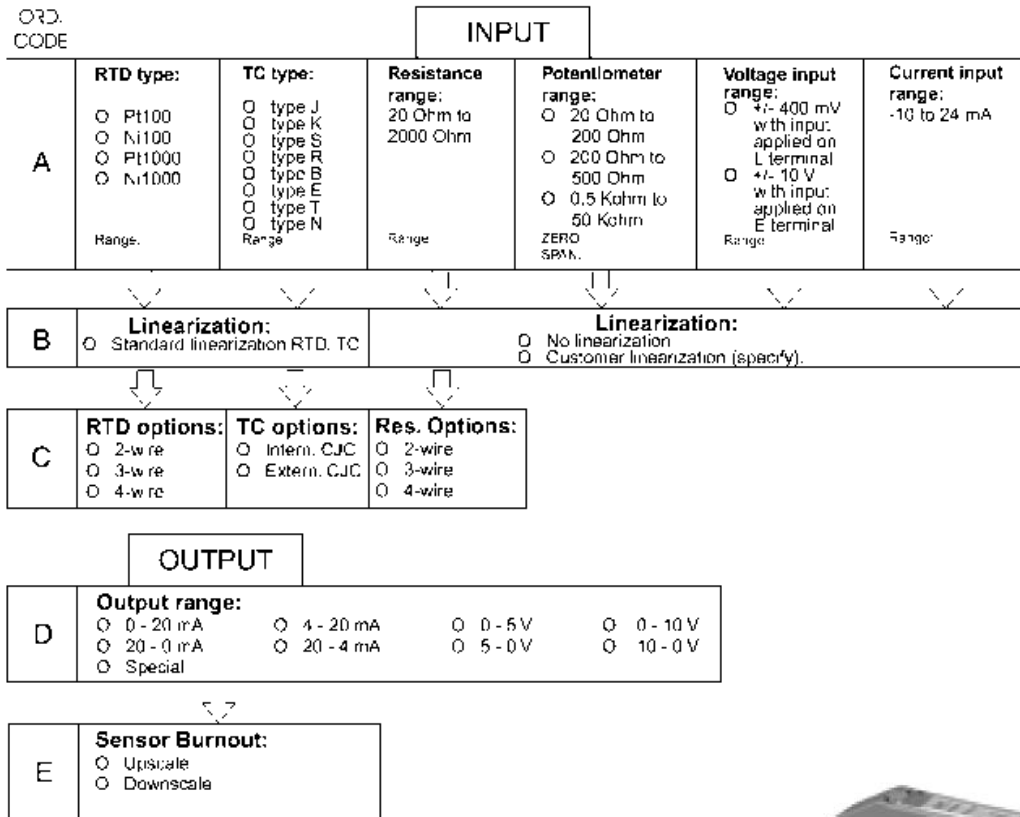 ORD.
CODE
INPUT
A
RTD type:
O Pt100
O Ni100
O Pt1000
O Ni1000
Range:
TC type:
O type J
O type K
O type S
O type R
O type B
O type E
O type T
O type N
Range
Resistance
range:
20 Ohm to
2000 Ohm
Range
Potentiometer
range:
O 20 Ohm to
200 Ohm
O 200 Ohm to
500 Ohm
O 0.5 Kohm to
50 Kohm
ZERO
SPAN.
Voltage input
range:
O +/- 400 mV
with input
applied on
L terminal
O +/- 10 V
with input
applied on
E terminal
Range
Current input
range:
-10 to 24 mA
Range:
B
Linearization:
O Standard linearization RTD. TC
Linearization:
O No linearization
O Customer linearization (specify).
C
RTD options:
O 2-wire
O 3-wire
O 4-wire
TC options:
O Intern. CJC
O Extern. CJC
Res. Options:
O 2-wire
O 3-wire
O 4-wire
OUTPUT
D
Output range:
O 0 - 20 mA O 4 - 20 mA O 0 - 5 V O 0 - 10 V
O 20 - 0 mA O 20 - 4 mA O 5 - 0 V O 10 - 0 V
O Special
E
Sensor Burnout:
O Upscale
O Downscale